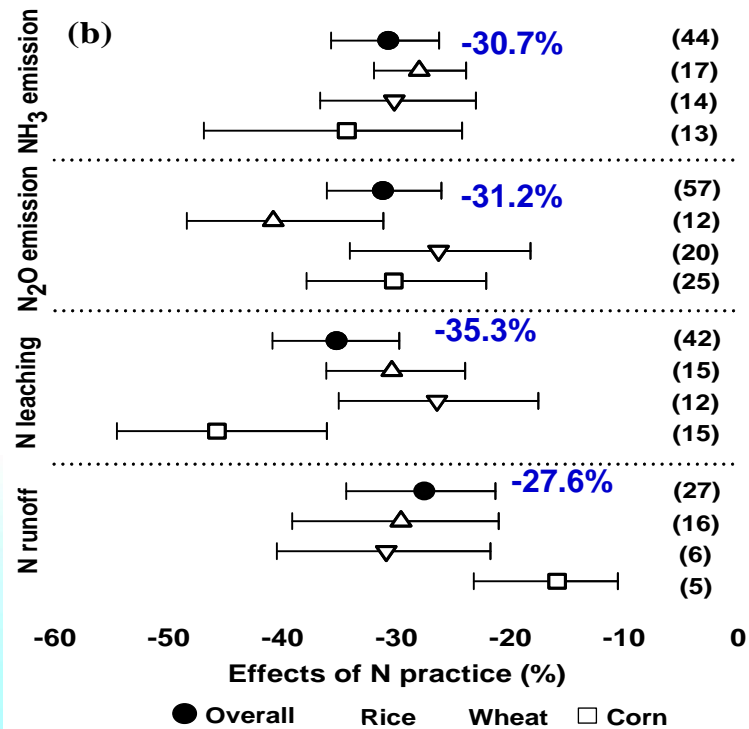 (b)
NH3 emission
-30.7%
(44)
(17)
(14)
(13)
N2O emission
-31.2%
(57)
(12)
(20)
(25)
N leaching
-35.3%
(42)
(15)
(12)
(15)
N runoff
-27.6%
(27)
(16)
(6)
(5)
-60 -50 -40 -30 -20 -10 0
Effects of N practice (%)
Overall Rice Wheat Corn